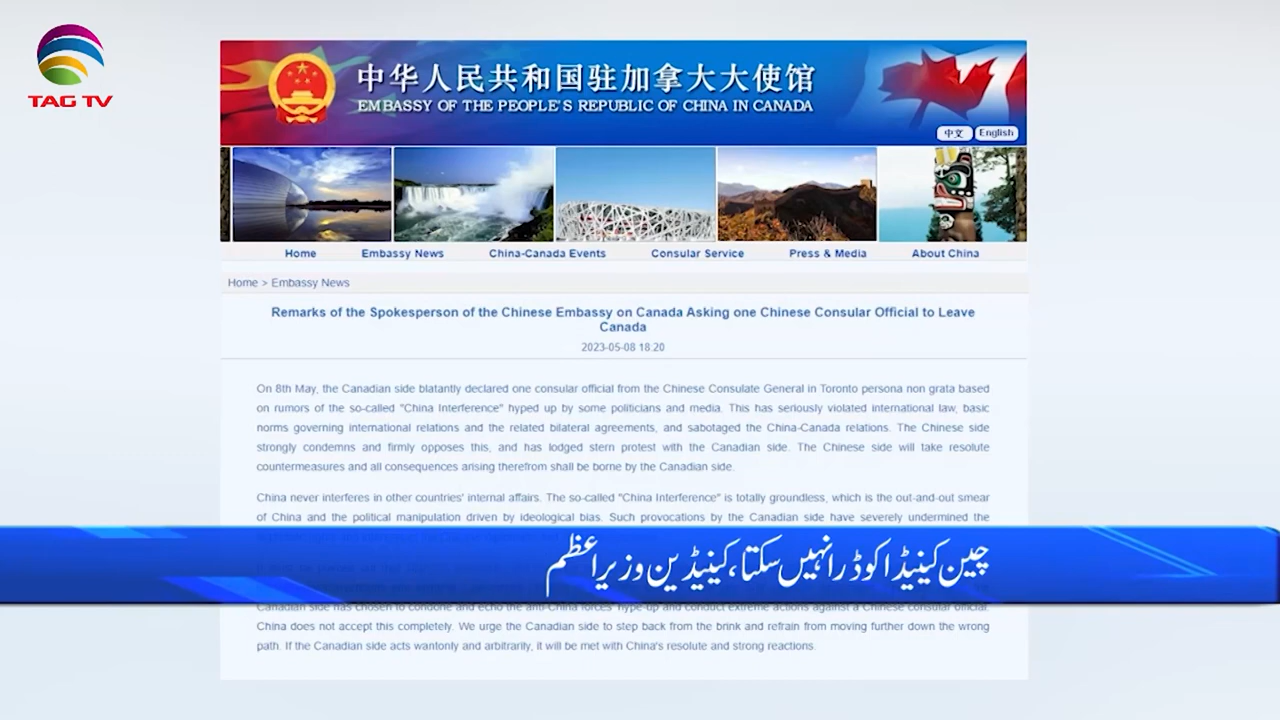 TAG TV
中华人民共和国驻加拿大大使馆
EMBASSY OF THE PEOPLE'S REPUBLIC OF CHINA IN CANADA
中文 English
Home Embassy News China-Canada Events Consular Service Press & Media About China
Home > Embassy News
Remarks of the Spokesperson of the Chinese Embassy on Canada Asking one Chinese Consular Official to Leave
Canada
2023-05-08 18:20
On 8th May, the Canadian side blatantly declared one consular official from the Chinese Consulate General in Toronto persona non grata based
on rumors of the so-called "China Interference" hyped up by some politicians and media. This has seriously violated international law, basic
norms governing international relations and the related bilateral agreements, and sabotaged the China-Canada relations. The Chinese side
strongly condemns and firmly opposes this, and has lodged stern protest with the Canadian side. The Chinese side will take resolute
countermeasures and all consequences arising therefrom shall be borne by the Canadian side.
China never interferes in other countries' internal affairs. The so-called "China Interference" is totally groundless, which is the out-and-out smear
of China and the political manipulation driven by ideological bias. Such provocations by the Canadian side have severely undermined the
چین کینیڈا کو ڈرا نہیں سکتا، کینیڈین وزیر اعظم
Canadian side has chosen to condone and echo the anti-China forces' hype-up and conduct extreme actions against a Chinese consular official.
China does not accept this completely. We urge the Canadian side to step back from the brink and refrain from moving further down the wrong
path. If the Canadian side acts wantonly and arbitrarily, it will be met with China's resolute and strong reactions.